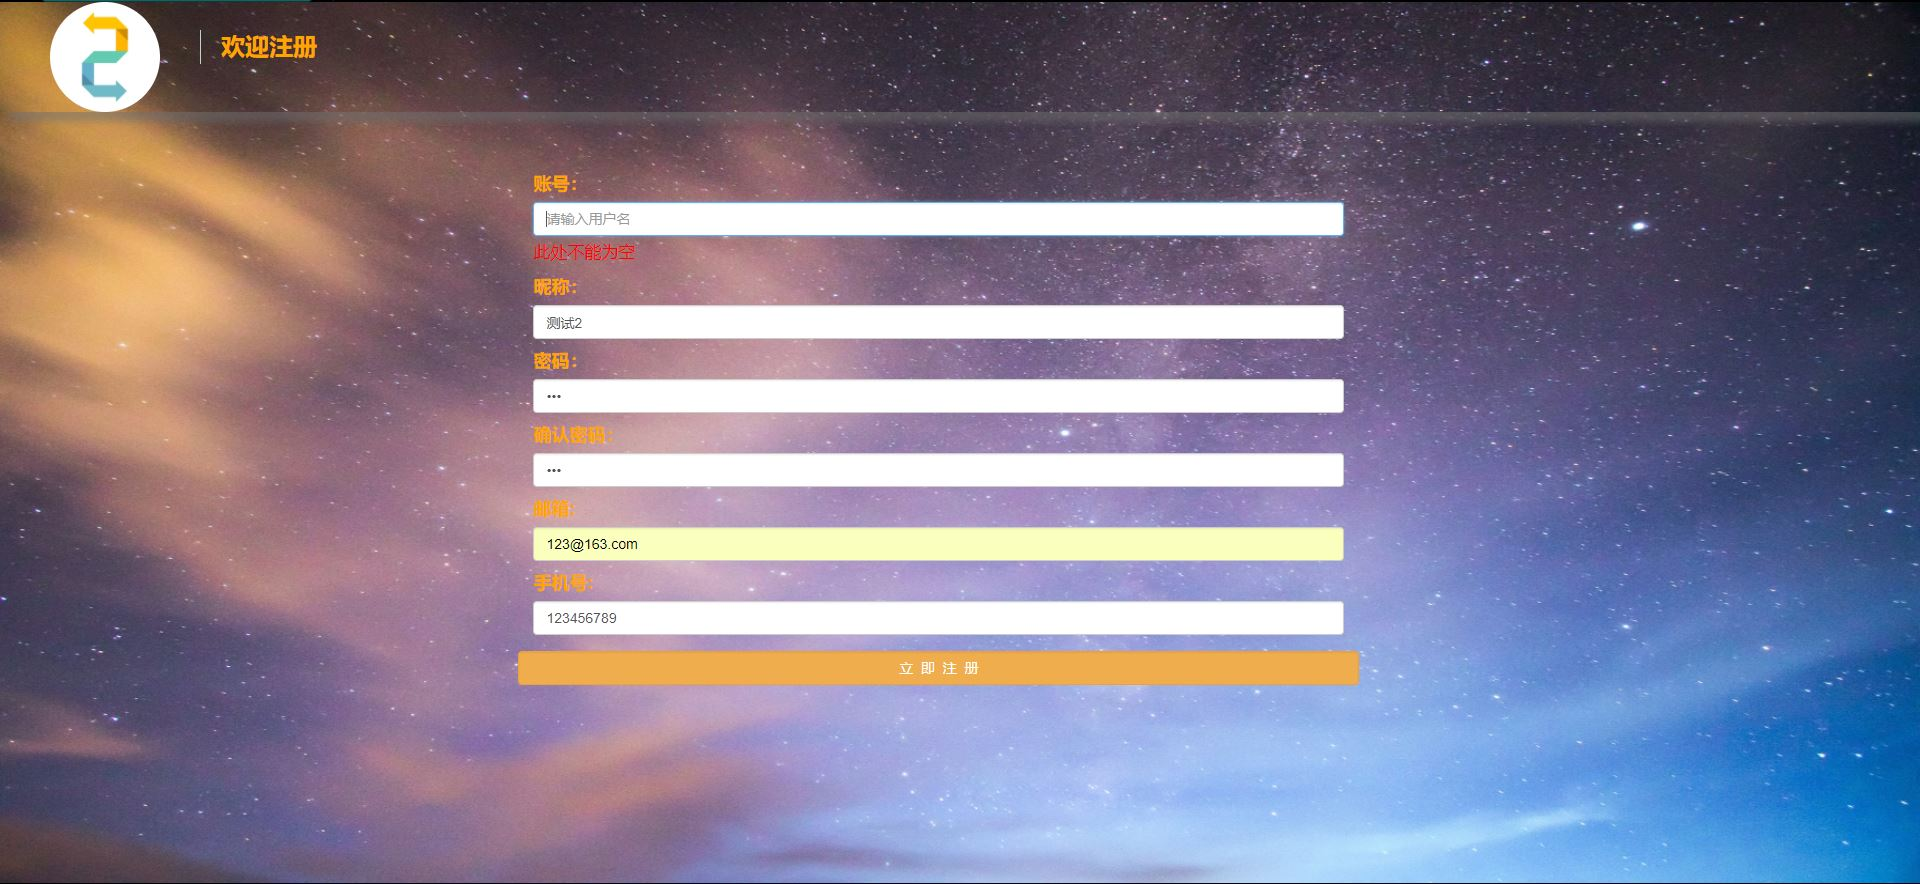 欢迎注册
账号：
请输入用户名
此处不能为空
昵称：
测试2
密码：
•••
确认密码：
•••
邮箱：
123@163.com
手机号：
123456789
立 即 注 册